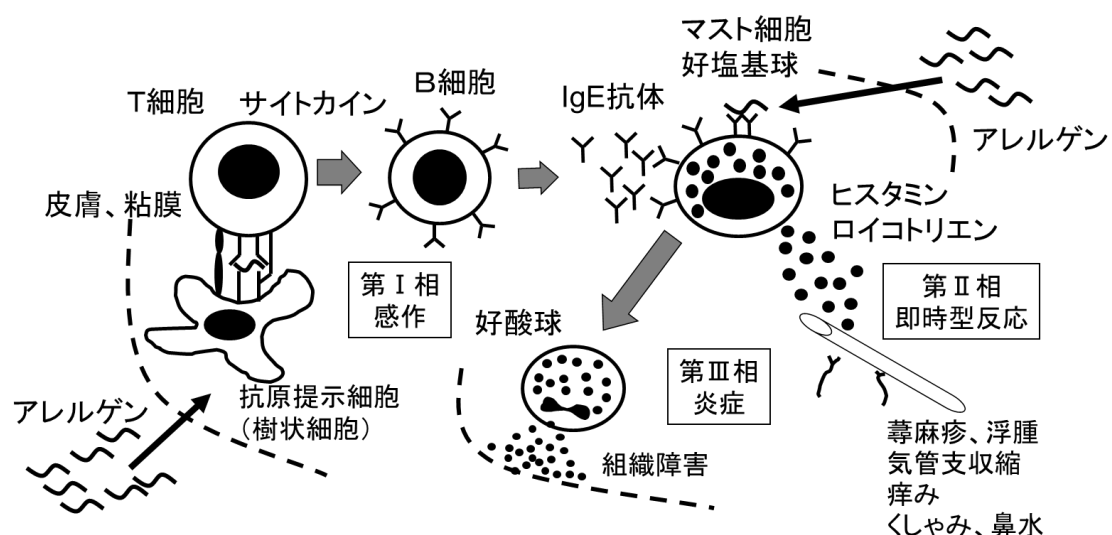 T細胞
サイトカイン
B細胞
IgE抗体
マスト細胞
好塩基球
アレルゲン
皮膚、粘膜
ヒスタミン
ロイコトリエン
第Ⅰ相
感作
第Ⅱ相
即時型反応
好酸球
第Ⅲ相
炎症
アレルゲン
抗原提示細胞
（樹状細胞）
組織障害
蕁麻疹、浮腫
気管支収縮
痒み
くしゃみ、鼻水